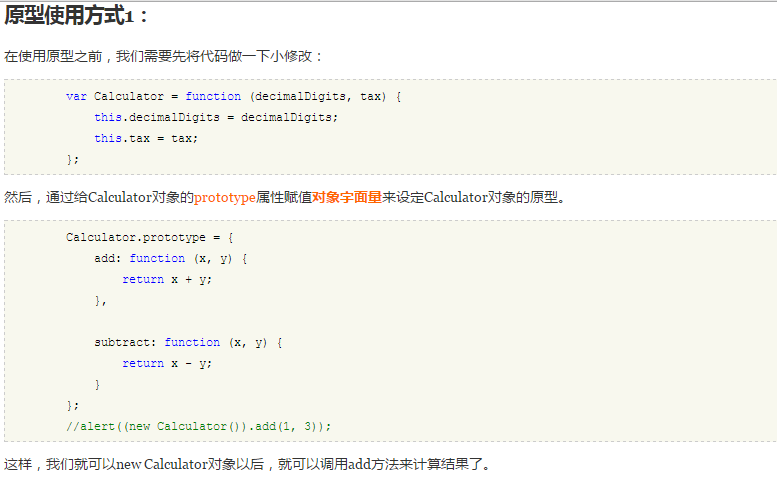 原型使用方式1：
在使用原型之前，我们需要先将代码做一下小修改：
var Calculator = function (decimalDigits, tax) {
this.decimalDigits = decimalDigits;
this.tax = tax;
};
然后，通过给Calculator对象的prototype属性赋值对象字面量来设定Calculator对象的原型。
Calculator.prototype = {
add: function (x, y) {
return x + y;
},
subtract: function (x, y) {
return x - y;
}
};
//alert((new Calculator()).add(1, 3));
这样，我们就可以new Calculator对象以后，就可以调用add方法来计算结果了。